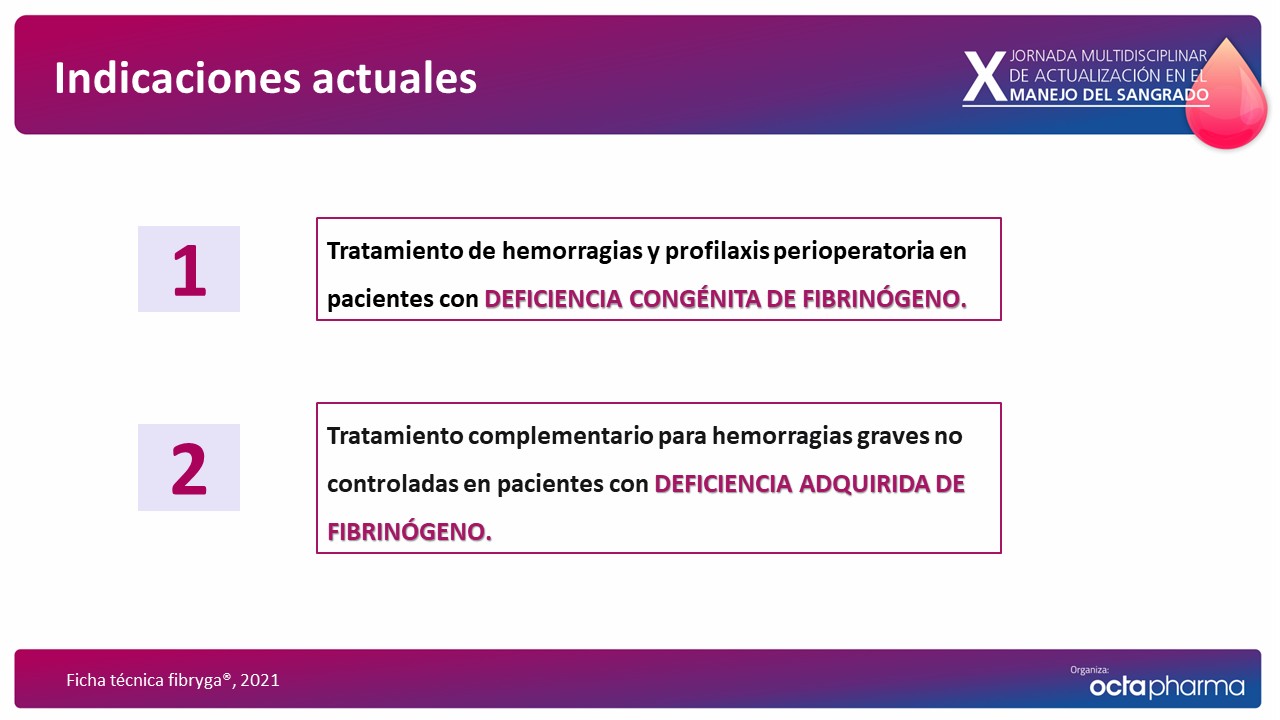 Indicaciones actuales
X JORNADA MULTIDISCIPLINAR
DE ACTUALIZACIÓN EN EL
MANEJO DEL SANGRADO
1
Tratamiento de hemorragias y profilaxis perioperatoria en
pacientes con DEFICIENCIA CONGÉNITA DE FIBRINÓGENO.
2
Tratamiento complementario para hemorragias graves no
controladas en pacientes con DEFICIENCIA ADQUIRIDA DE
FIBRINÓGENO.
Ficha técnica fibryga®, 2021
Organiza:
octapharma